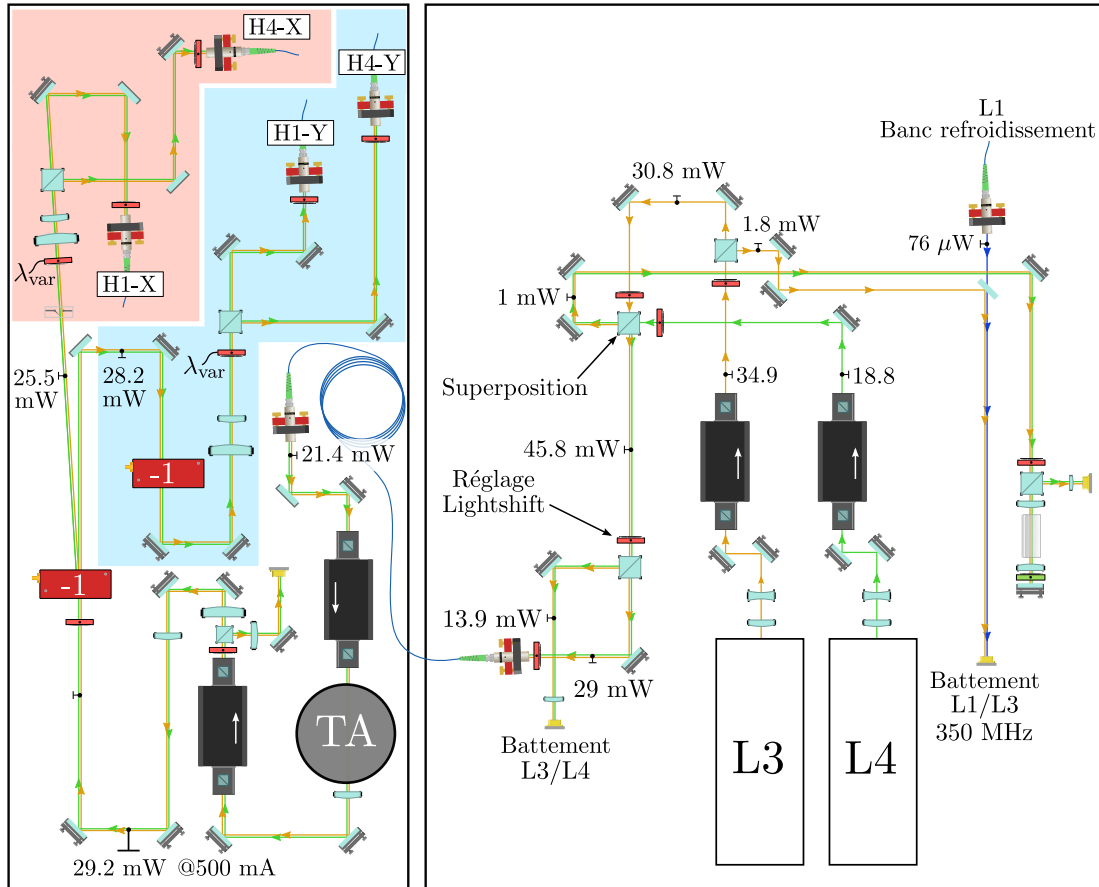 H4-X
H4-Y
H1-Y
λvar
H1-X
25.5
mW
28.2
mW
λvar
21.4 mW
-1
-1
TA
29.2 mW @500 mA
L1
Banc refroidissement
30.8 mW
1.8 mW
76 μW
1 mW
Superposition
34.9
18.8
45.8 mW
Réglage
Lightshift
13.9 mW
29 mW
Battement
L3/L4
L3
L4
Battement
L1/L3
350 MHz